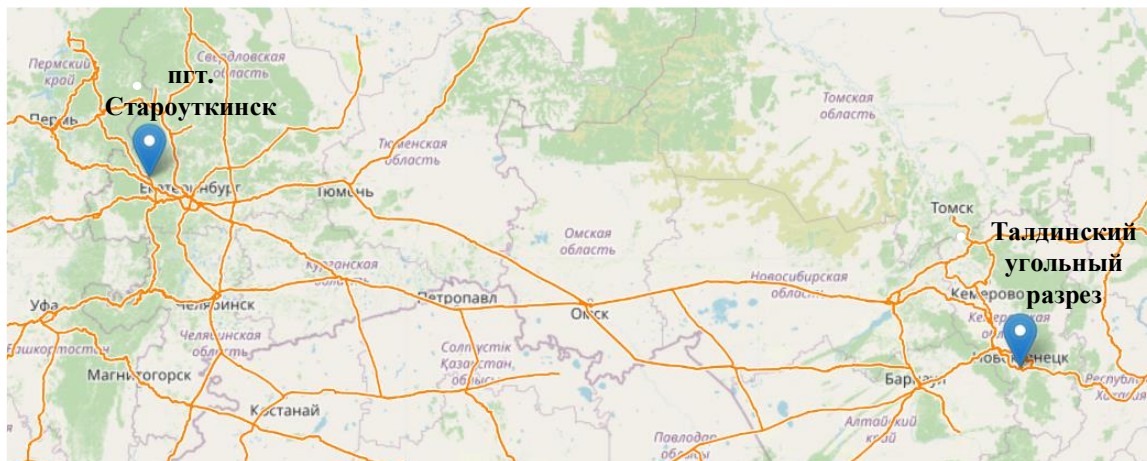 Пермский
край
Свердловская
область
пгт.
Староуткинск
Пермь
Екатеринбург
Тюменская
область
Тюмень
Томская
область
Томск
Талдинский
угольный
разрез
Омская
область
Курганская
область
Новосибирская
область
Кемерово
Уфа
Челябинск
Петропавл
Омск
Челябинская
область
Солтүстік
Қазақстан
облысы
Новокузнецк
Башкортостан
Магнитогорск
Барнаул
Республика
Хакасия
Костанай
Алтайский
край
Павлодар
облысы